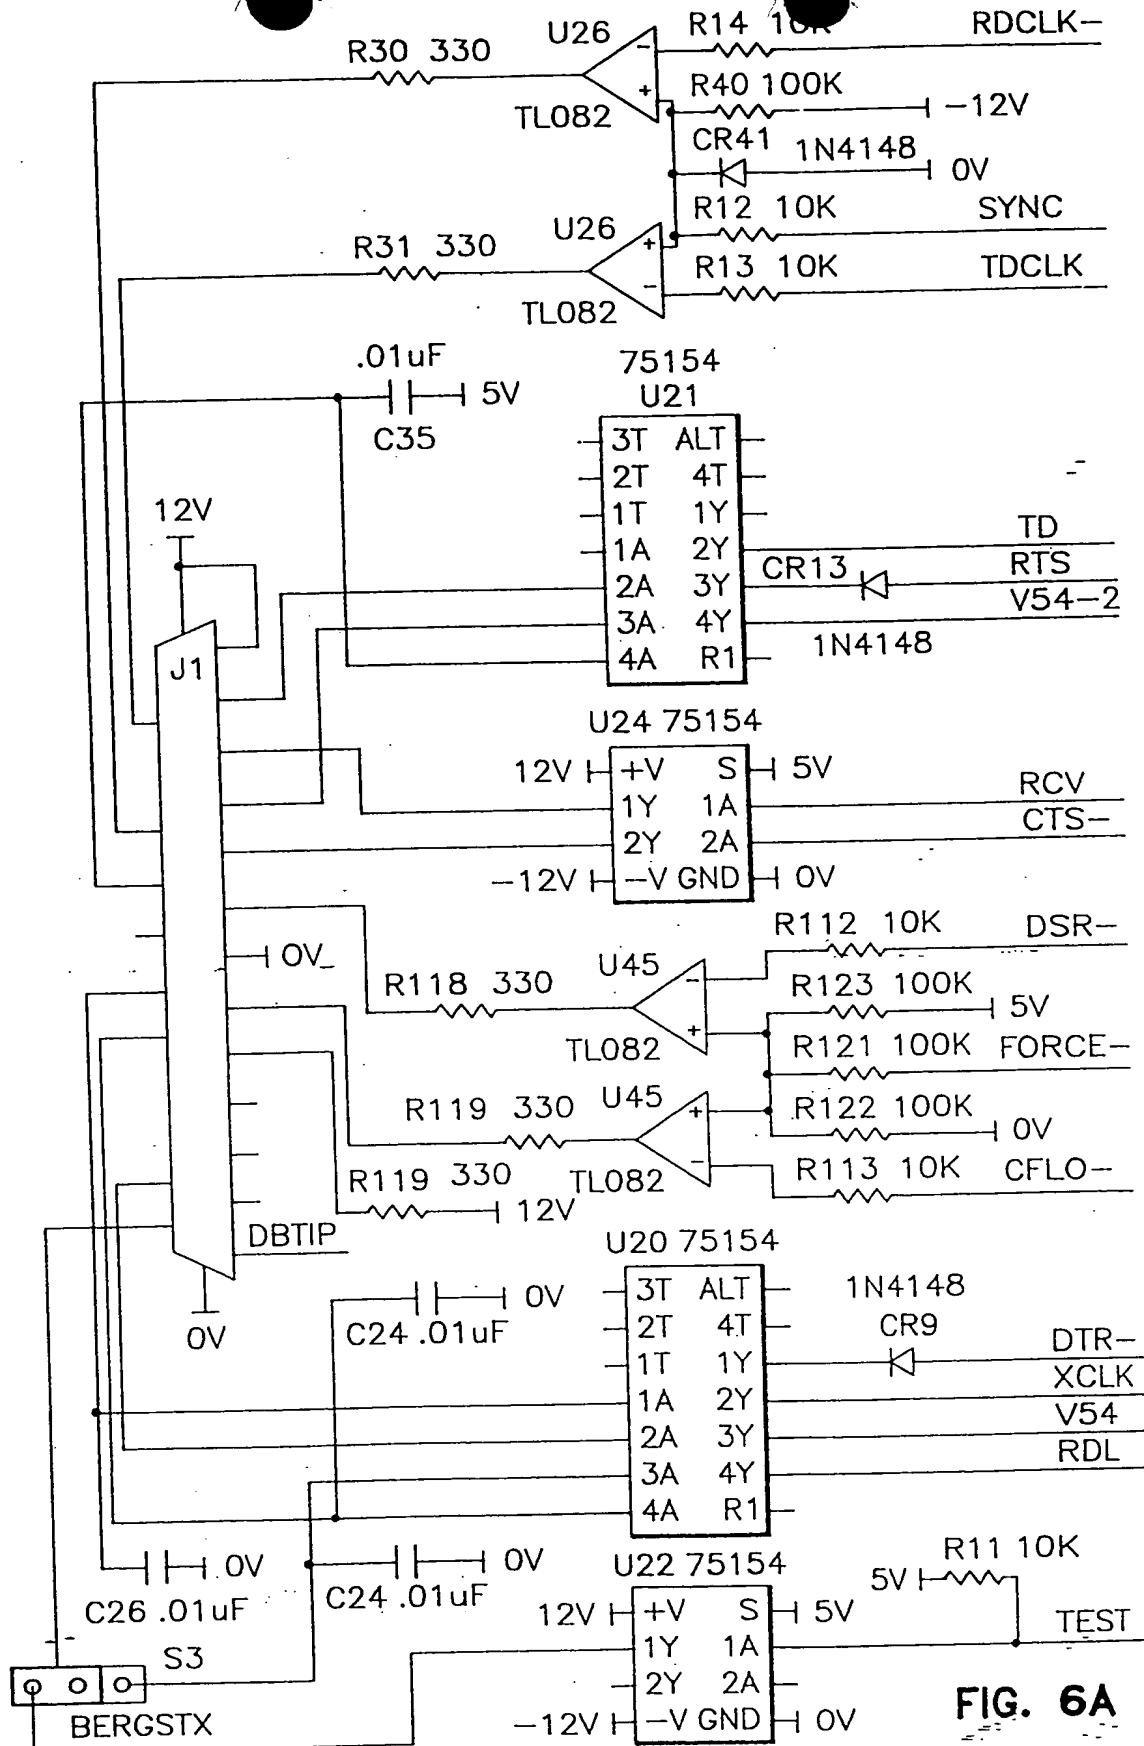 R14 10K RDCLK-
U26
R30 330
R40 100K -12V
TL082
CR41 1N4148 0V
R12 10K SYNC
U26
R31 330
R13 10K TDCLK
TL082
.01uF 5V
C35
75154
U21
3T ALT
2T 4T
1T 1Y
1A 2Y TD
2A 3Y CR13 RTS
3A 4Y V54-2
4A R1 1N4148
12V
J1
U24 75154
12V +V S 5V
1Y 1A RCV
2Y 2A CTS-
-12V -V GND 0V
R112 10K DSR-
0V
U45
R118 330
R123 100K 5V
TL082
R121 100K FORCE-
U45
R119 330
R122 100K 0V
R119 330 12V
TL082
R113 10K CFLO-
DBTIP
0V
U20 75154
3T ALT 1N4148
2T 4T CR9
1T 1Y DTR-
1A 2Y XCLK
2A 3Y V54
3A 4Y RDL
4A R1
0V
C24 .01uF
0V
C26 .01uF
0V
C24 .01uF
U22 75154
R11 10K
5V
12V +V S 5V
1Y 1A TEST
2Y 2A
-12V -V GND 0V
S3
BERGSTX
FIG. 6A